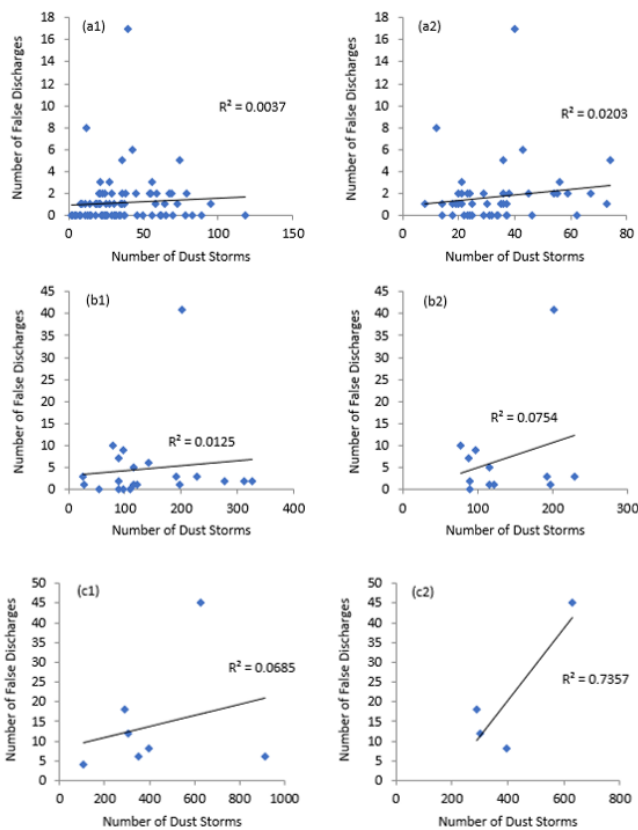 (a1)
18
16
14
12
10
8
6
4
2
0
R² = 0.0037
0 50 100 150
Number of False Discharges
Number of Dust Storms
(a2)
18
16
14
12
10
8
6
4
2
0
R² = 0.0203
0 20 40 60 80
Number of False Discharges
Number of Dust Storms
(b1)
45
40
35
30
25
20
15
10
5
0
R² = 0.0125
0 100 200 300 400
Number of False Discharges
Number of Dust Storms
(b2)
45
40
35
30
25
20
15
10
5
0
R² = 0.0754
0 100 200 300
Number of False Discharges
Number of Dust Storms
(c1)
50
45
40
35
30
25
20
15
10
5
0
R² = 0.0685
0 200 400 600 800 1000
Number of False Discharges
Number of Dust Storms
(c2)
50
45
40
35
30
25
20
15
10
5
0
R² = 0.7357
0 200 400 600 800
Number of False Discharges
Number of Dust Storms